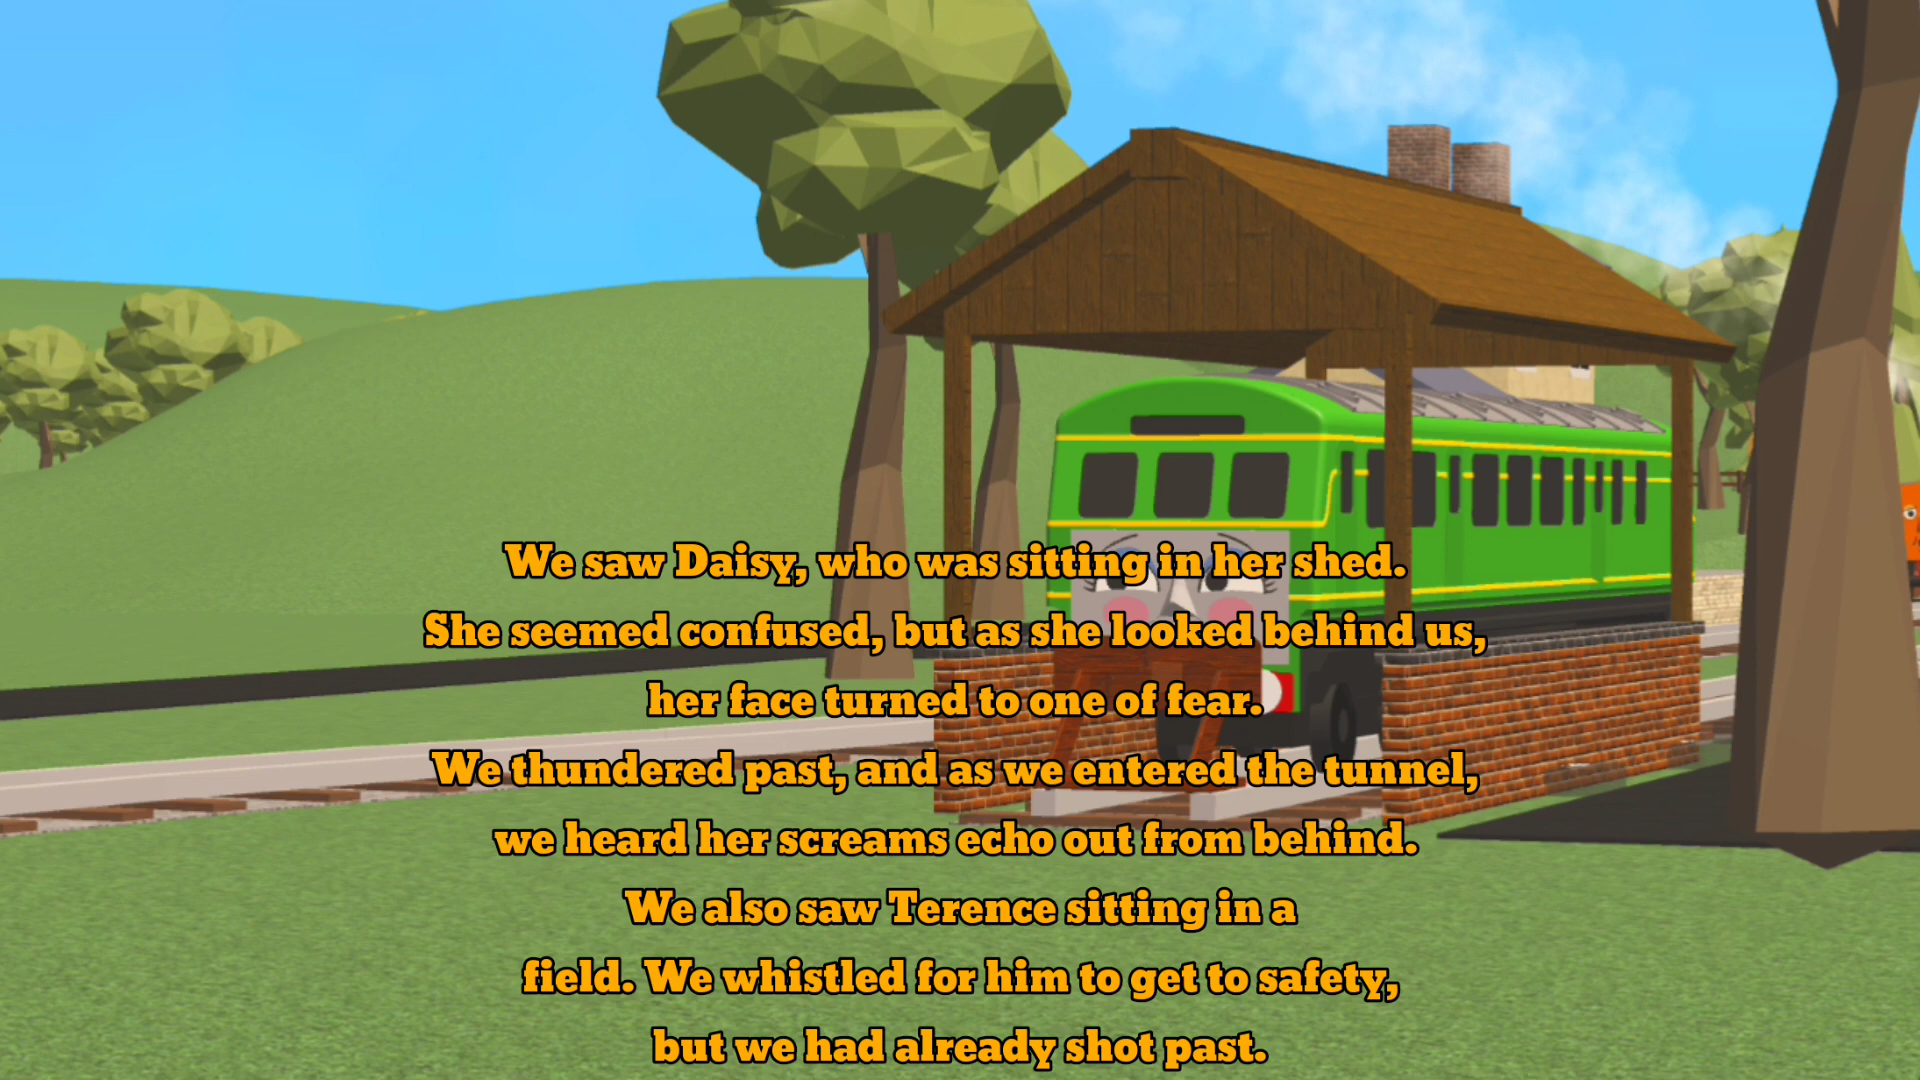 We saw Daisy, who was sitting in her shed.
She seemed confused, but as she looked behind us,
her face turned to one of fear.
We thundered past, and as we entered the tunnel,
we heard her screams echo out from behind.
We also saw Terence sitting in a
field. We whistled for him to get to safety,
but we had already shot past.